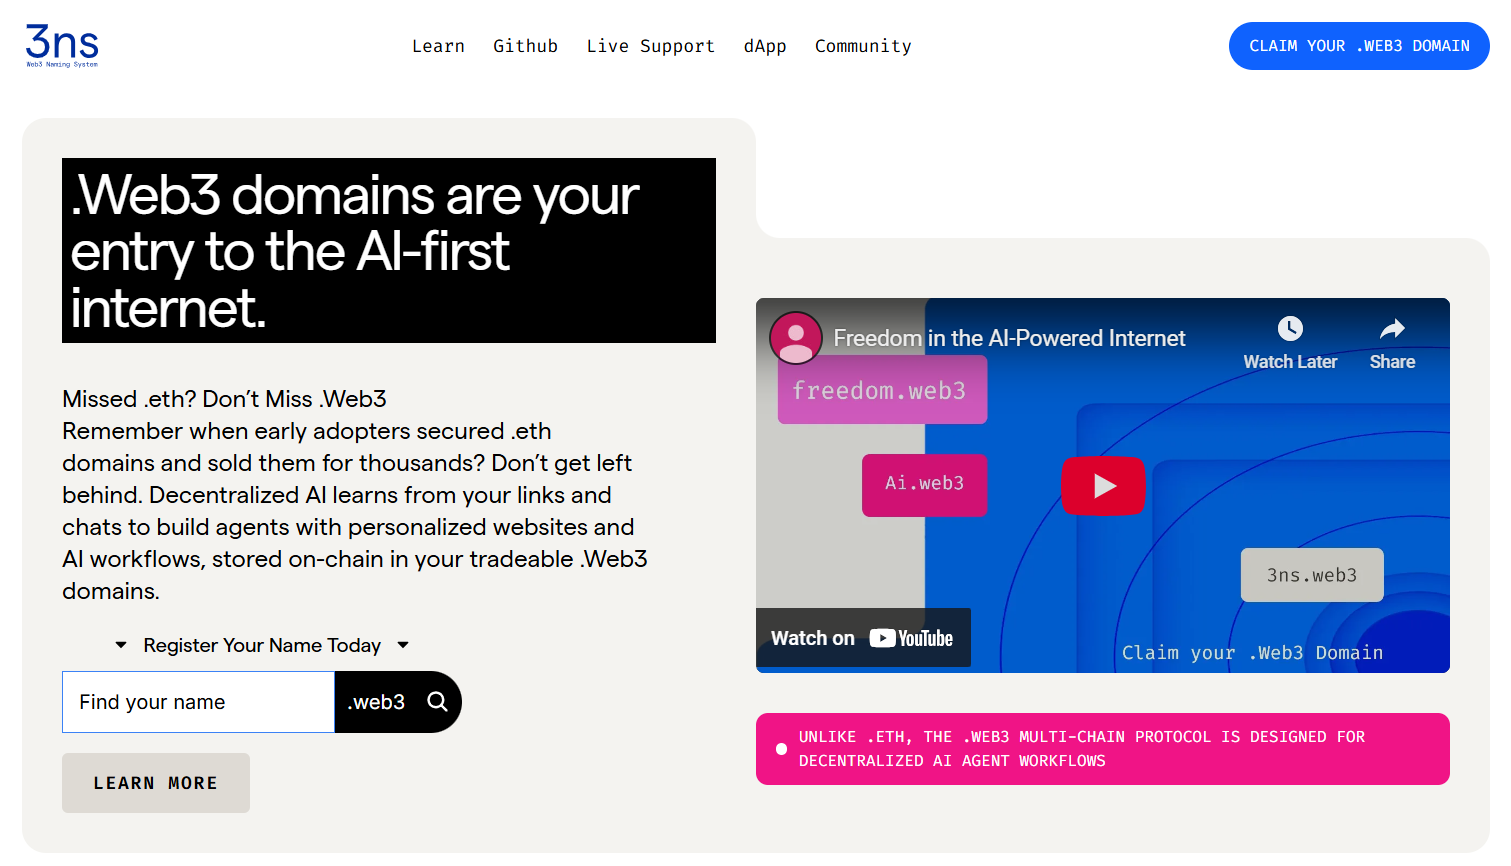 3ns
Web3 Naming System
Learn
Github
Live Support
dApp
Community
CLAIM YOUR .WEB3 DOMAIN
.Web3 domains are your
entry to the AI-first
internet.
Missed .eth? Don’t Miss .Web3
Remember when early adopters secured .eth
domains and sold them for thousands? Don’t get left
behind. Decentralized AI learns from your links and
chats to build agents with personalized websites and
AI workflows, stored on-chain in your tradeable .Web3
domains.
Register Your Name Today
Find your name
.web3
LEARN MORE
Freedom in the AI-Powered Internet
Watch Later
Share
freedom.web3
Ai.web3
3ns.web3
Watch on YouTube
Claim your .Web3 Domain
UNLIKE .ETH, THE .WEB3 MULTI-CHAIN PROTOCOL IS DESIGNED FOR
DECENTRALIZED AI AGENT WORKFLOWS